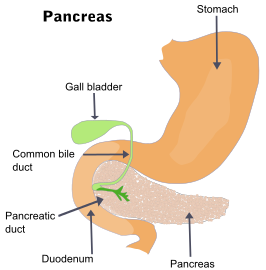 Pancreas
Stomach
Gall bladder
Common bile
duct
Pancreatic
duct
Duodenum
Pancreas